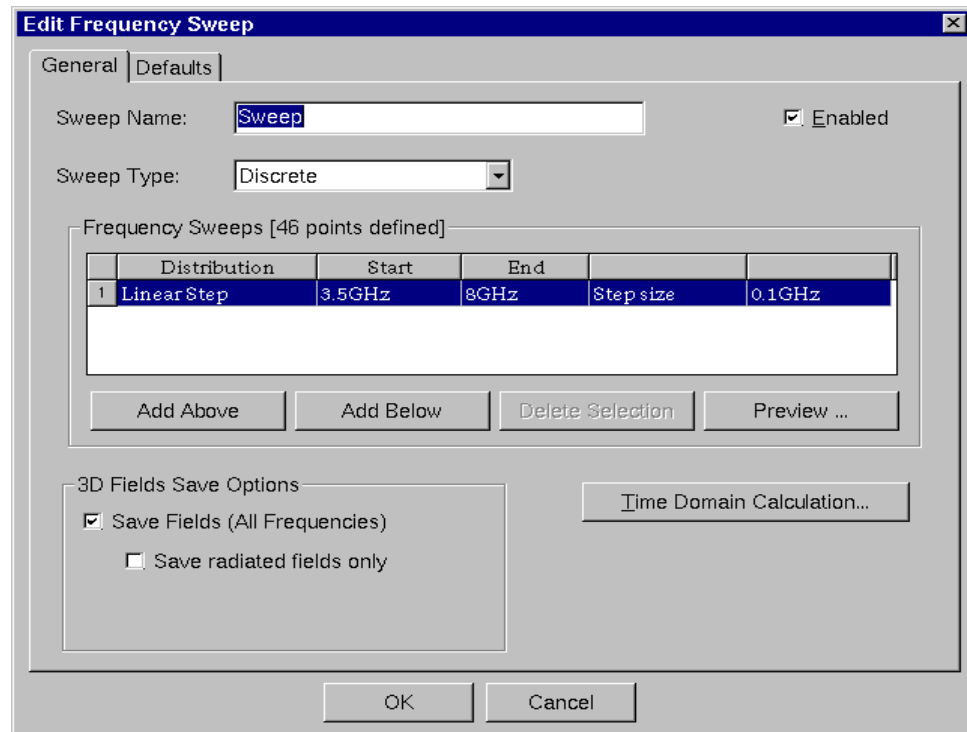 Edit Frequency Sweep
General Defaults
Sweep Name: Sweep Enabled
Sweep Type: Discrete
Frequency Sweeps [46 points defined]
Distribution Start End
1 Linear Step 3.5GHz 8GHz Step size 0.1GHz
Add Above Add Below Delete Selection Preview ...
3D Fields Save Options
Time Domain Calculation...
Save Fields (All Frequencies)
Save radiated fields only
OK Cancel